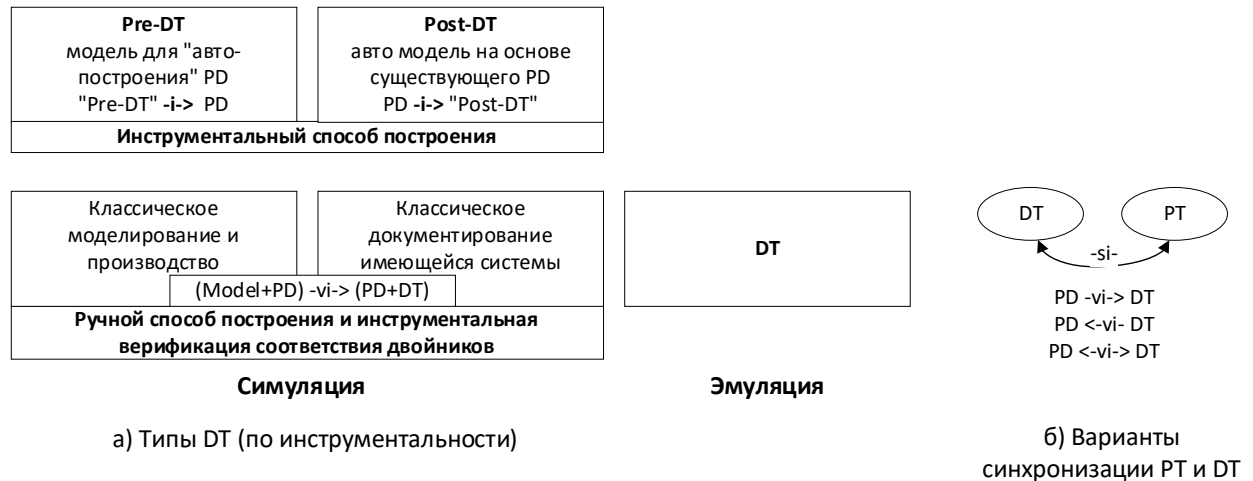 Pre-DT
модель для "авто-
построения" PD
"Pre-DT" -i-> PD
Post-DT
авто модель на основе
существующего PD
PD -i-> "Post-DT"
Инструментальный способ построения
Классическое
моделирование и
производство
Классическое
документирование
имеющейся системы
(Model+PD) -vi-> (PD+DT)
Ручной способ построения и инструментальная
верификация соответствия двойников
Симуляция
DT
Эмуляция
а) Типы DT (по инструментальности)
DT
PT
-si-
PD -vi-> DT
PD <-vi- DT
PD <-vi-> DT
б) Варианты
синхронизации PT и DT